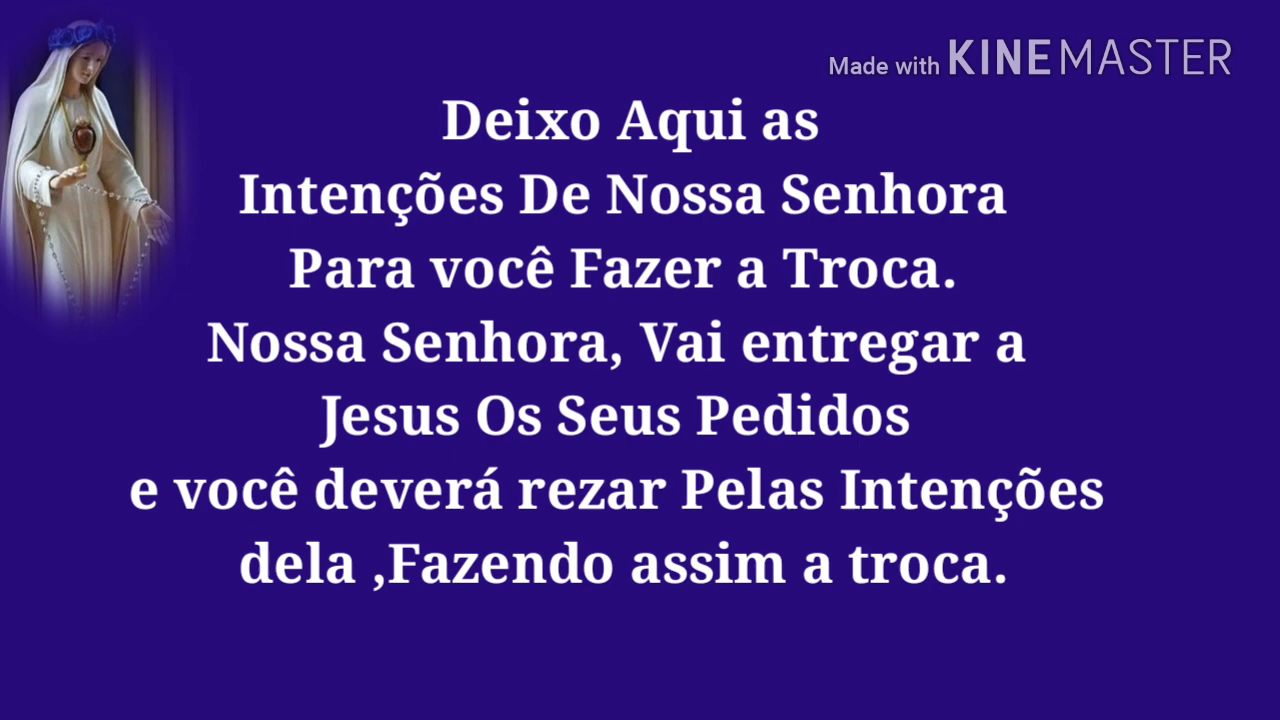 Made with KINEMASTER
Deixo Aqui as
Intenções De Nossa Senhora
Para você Fazer a Troca.
Nossa Senhora, Vai entregar a
Jesus Os Seus Pedidos
e você deverá rezar Pelas Intenções
dela ,Fazendo assim a troca.